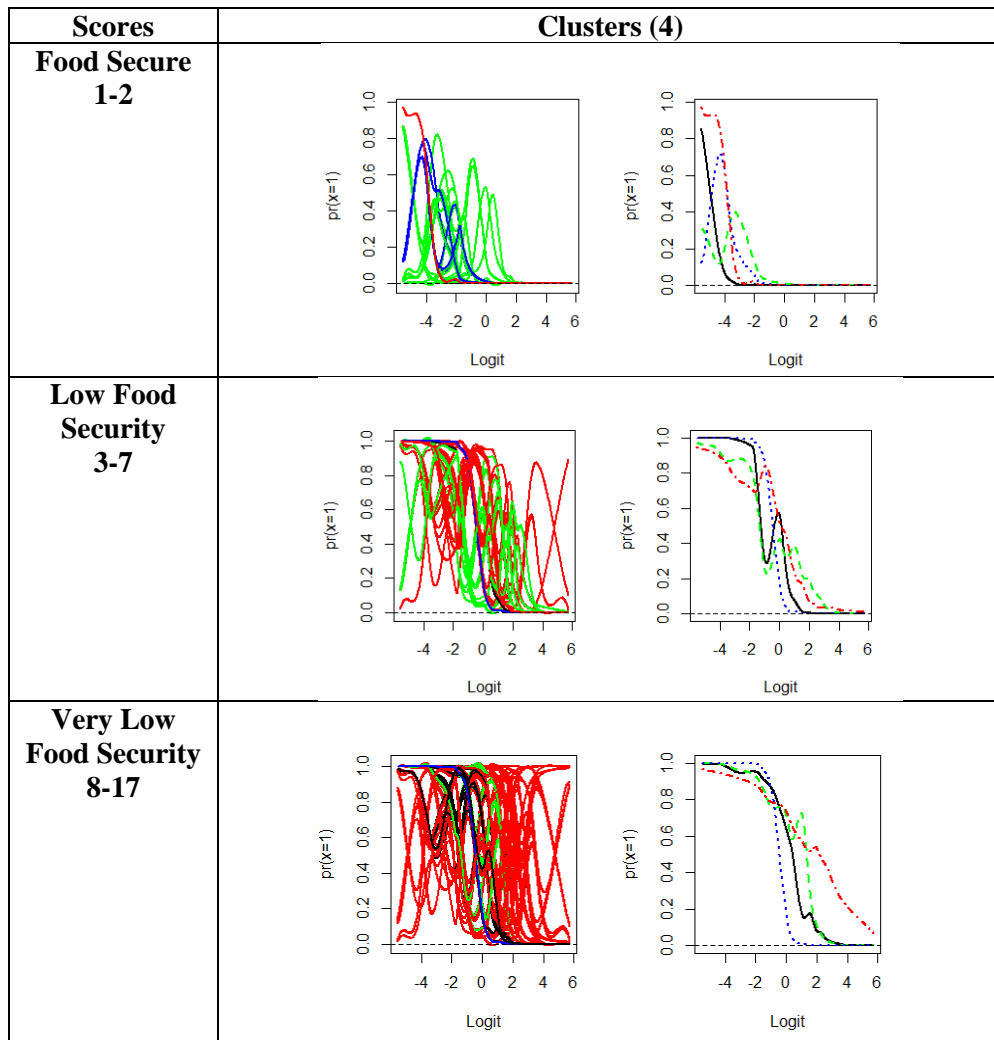 Scores
Clusters (4)
Food Secure
1-2
pr(x=1)
0.0 0.2 0.4 0.6 0.8 1.0
-4 -2 0 2 4 6
Logit
pr(x=1)
0.0 0.2 0.4 0.6 0.8 1.0
-4 -2 0 2 4 6
Logit
Low Food
Security
3-7
pr(x=1)
0.0 0.2 0.4 0.6 0.8 1.0
-4 -2 0 2 4 6
Logit
pr(x=1)
0.0 0.2 0.4 0.6 0.8 1.0
-4 -2 0 2 4 6
Logit
Very Low
Food Security
8-17
pr(x=1)
0.0 0.2 0.4 0.6 0.8 1.0
-4 -2 0 2 4 6
Logit
pr(x=1)
0.0 0.2 0.4 0.6 0.8 1.0
-4 -2 0 2 4 6
Logit